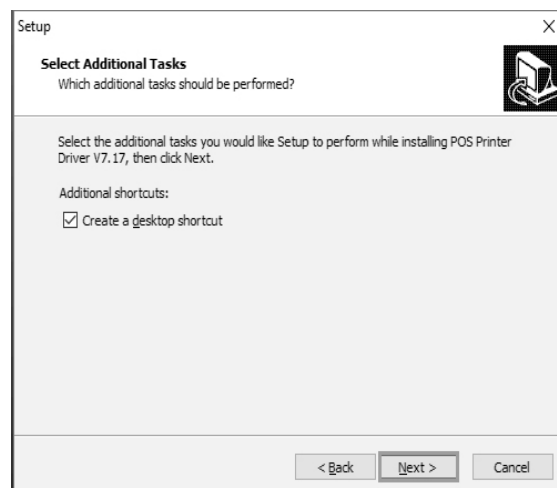 Setup
Select Additional Tasks
Which additional tasks should be performed?
Select the additional tasks you would like Setup to perform while installing POS Printer
Driver V7.17, then click Next.
Additional shortcuts:
Create a desktop shortcut
< Back Next > Cancel